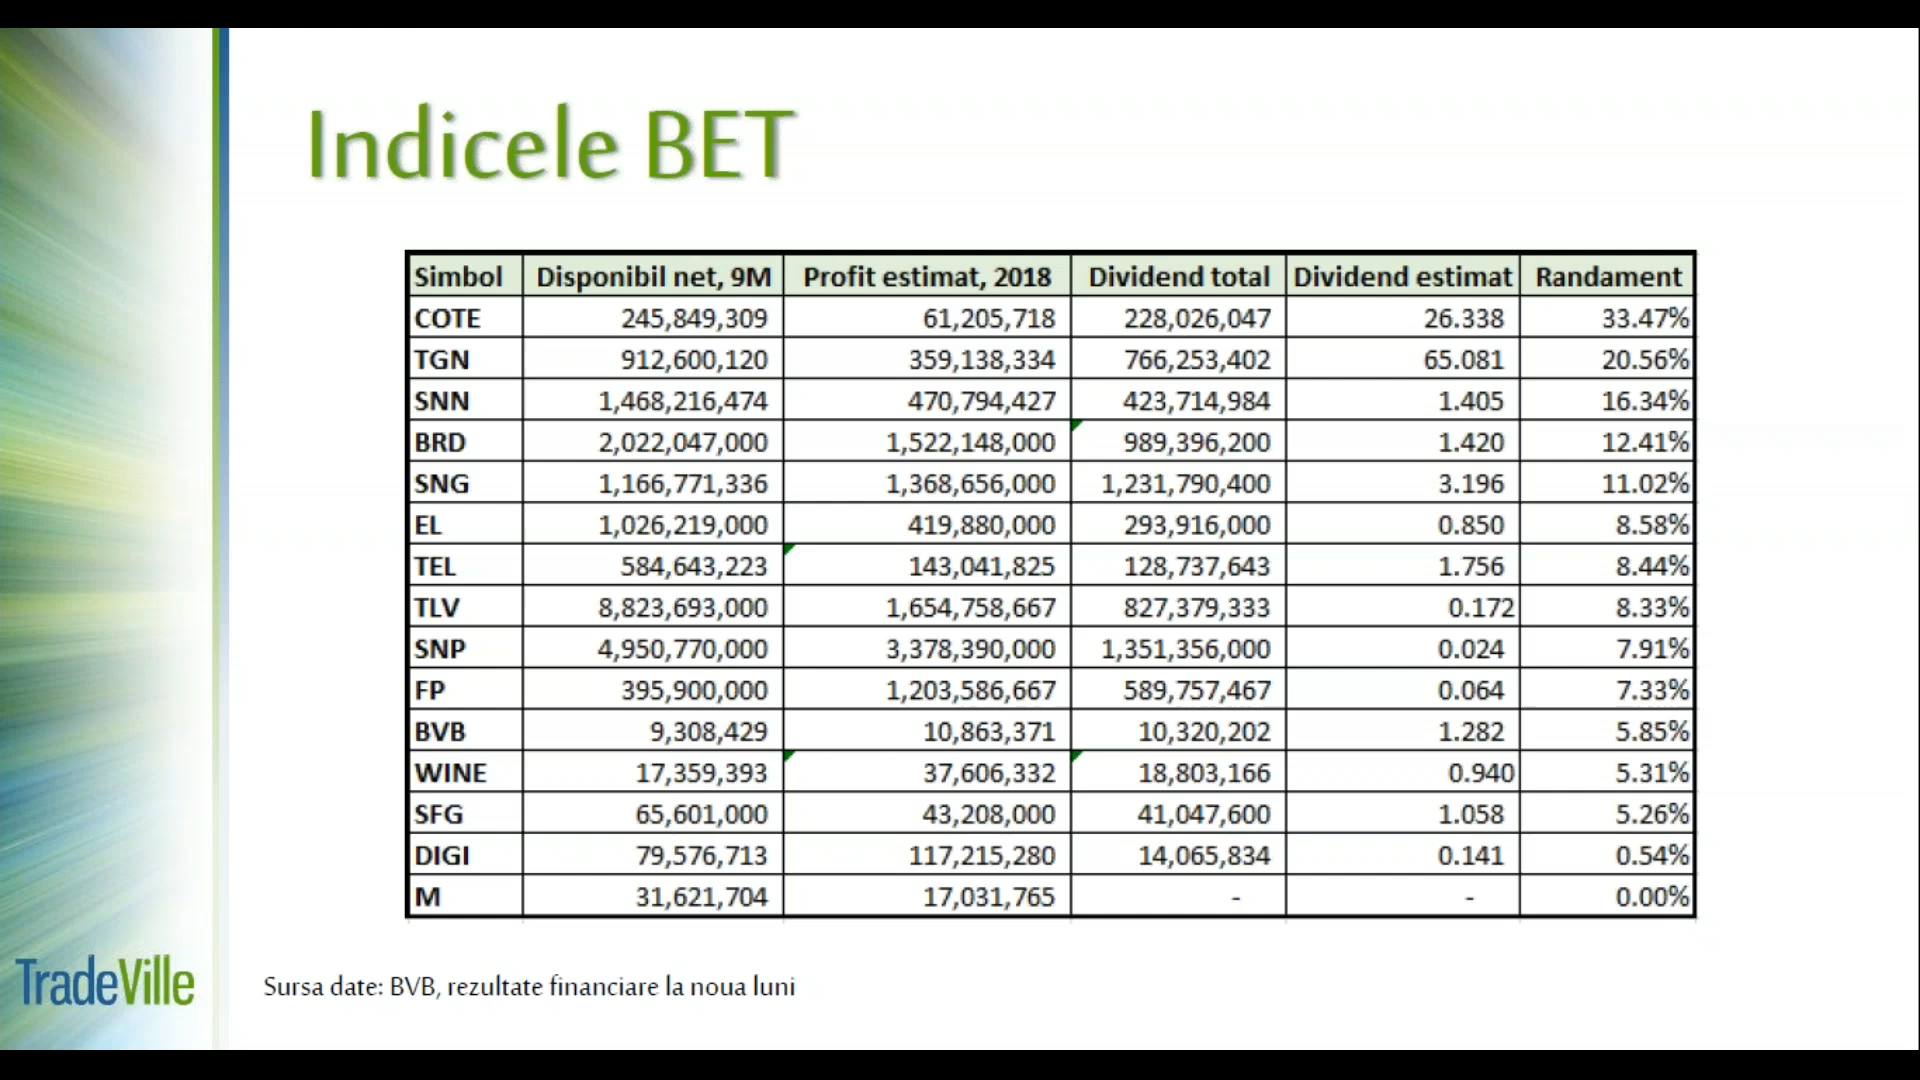 Indicele BET
Simbol Disponibil net, 9M Profit estimat, 2018 Dividend total Dividend estimat Randament
COTE 245,849,309 61,205,718 228,026,047 26.338 33.47%
TGN 912,600,120 359,138,334 766,253,402 65.081 20.56%
SNN 1,468,216,474 470,794,427 423,714,984 1.405 16.34%
BRD 2,022,047,000 1,522,148,000 989,396,200 1.420 12.41%
SNG 1,166,771,336 1,368,656,000 1,231,790,400 3.196 11.02%
EL 1,026,219,000 419,880,000 293,916,000 0.850 8.58%
TEL 584,643,223 143,041,825 128,737,643 1.756 8.44%
TLV 8,823,693,000 1,654,758,667 827,379,333 0.172 8.33%
SNP 4,950,770,000 3,378,390,000 1,351,356,000 0.024 7.91%
FP 395,900,000 1,203,586,667 589,757,467 0.064 7.33%
BVB 9,308,429 10,863,371 10,320,202 1.282 5.85%
WINE 17,359,393 37,606,332 18,803,166 0.940 5.31%
SFG 65,601,000 43,208,000 41,047,600 1.058 5.26%
DIGI 79,576,713 117,215,280 14,065,834 0.141 0.54%
M 31,621,704 17,031,765 - - 0.00%
TradeVille
Sursa date: BVB, rezultate financiare la noua luni